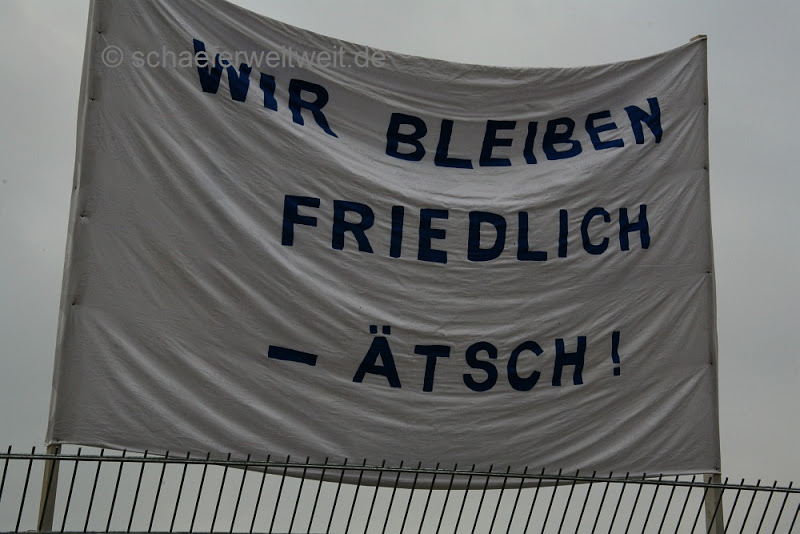 © schaeferweltweit.de
WIR BLEIBEN
FRIEDLICH
– ÄTSCH!